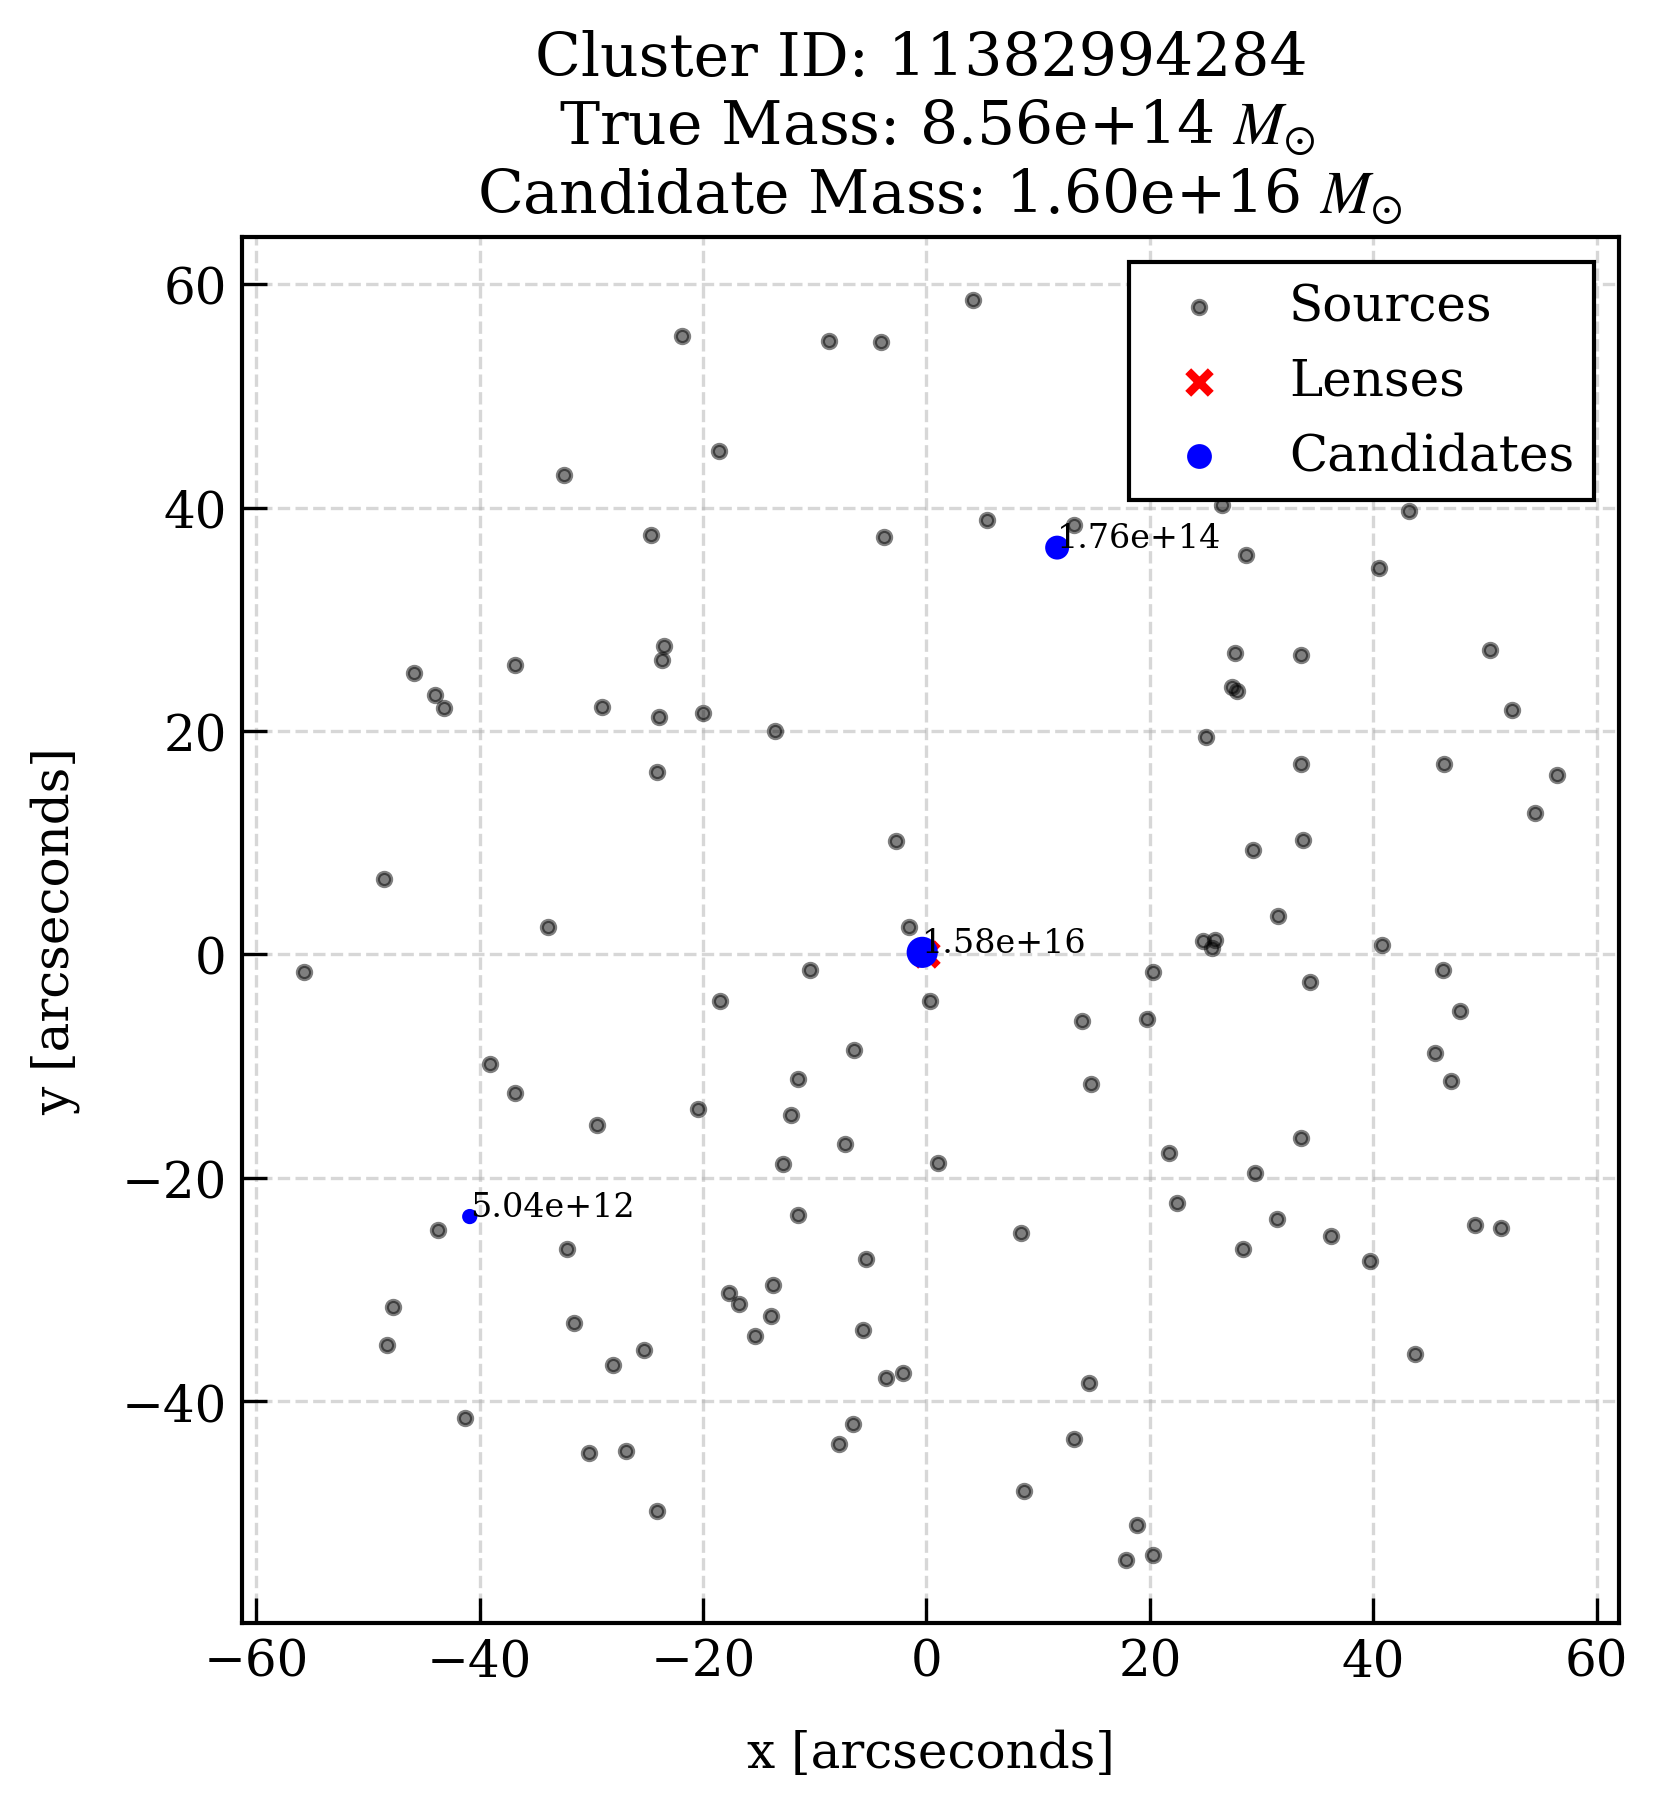 Cluster ID: 11382994284
True Mass: 8.56e+14 M⊙
Candidate Mass: 1.60e+16 M⊙
Sources
Lenses
Candidates
60
40
20
0
−20
−40
1.76e+14
1.58e+16
5.04e+12
y [arcseconds]
−60
−40
−20
0
20
40
60
x [arcseconds]